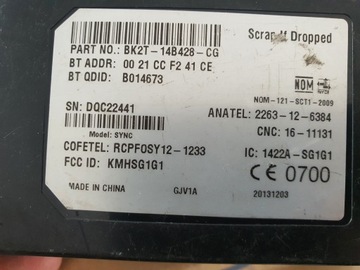 Scrap If Dropped
PART NO.: BK2T-14B428-CG
BT ADDR: 00 21 CC F2 41 CE
BT QDID: B014673
NOM
NOM-121-SCT1-2009
SN: DQC22441
ANATEL: 2263-12-6384
Model: SYNC
CNC: 16-11131
COFETEL: RCPFOSY12-1233
IC: 1422A-SG1G1
FCC ID: KMHSG1G1
CE 0700
MADE IN CHINA
GJV1A
20131203